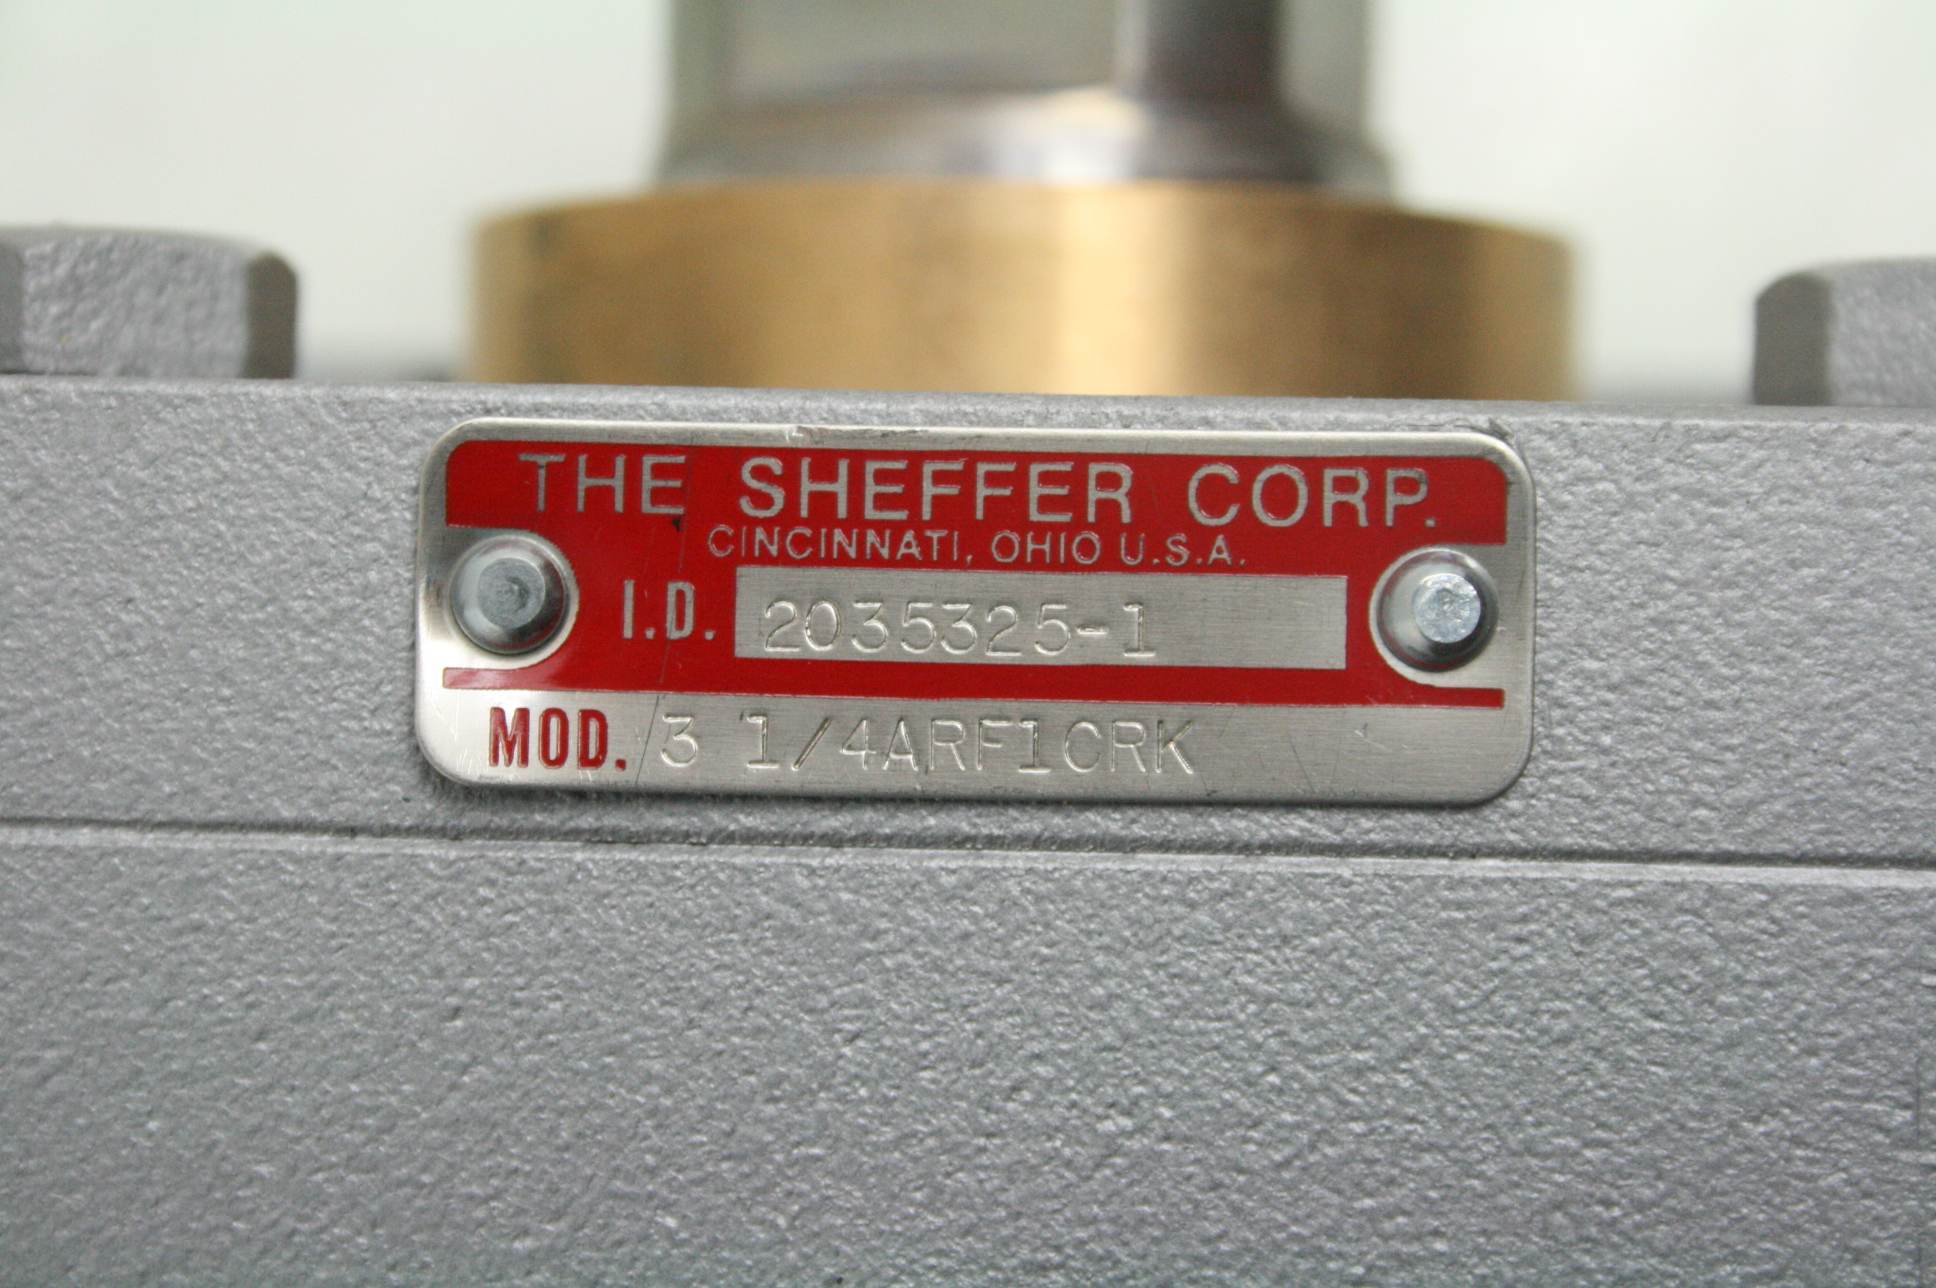 THE SHEFFER CORP.
CINCINNATI, OHIO U.S.A.
I.D. 2035325-1
MOD. 3 1/4ARF1CRK